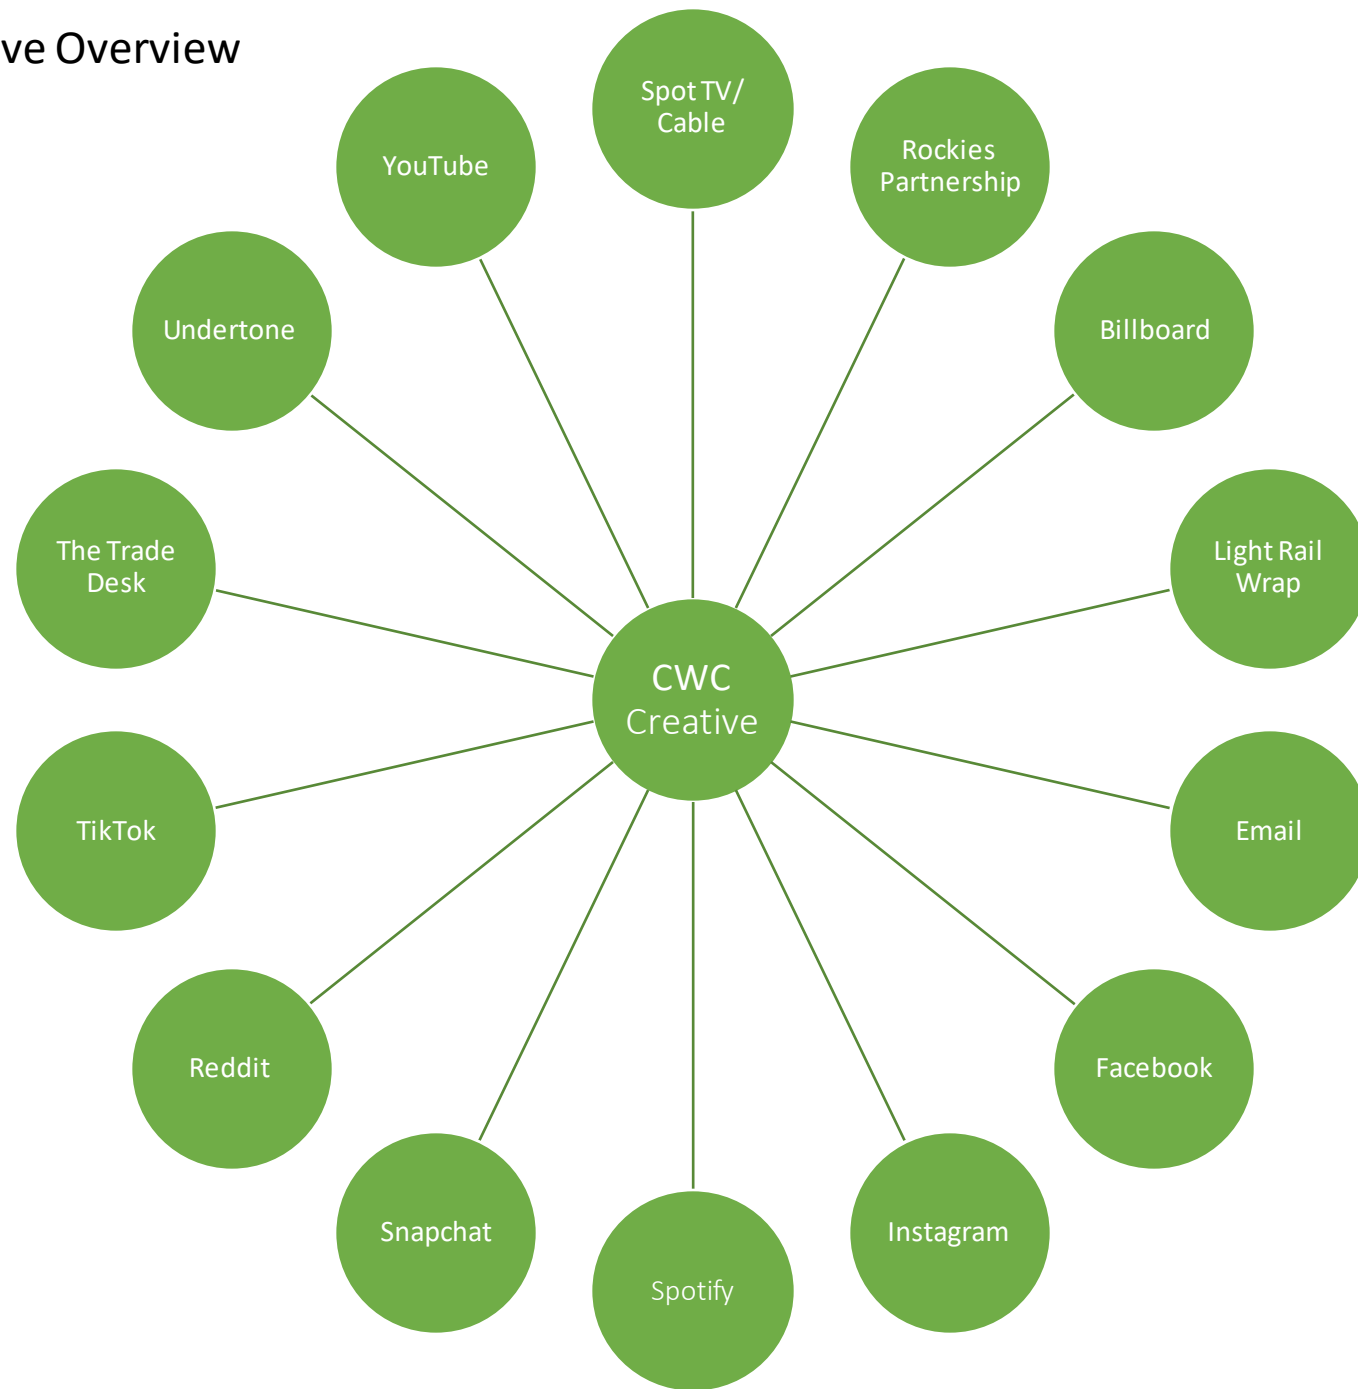 ve Overview
Spot TV/
Cable
Rockies
Partnership
Billboard
Light Rail
Wrap
Email
Facebook
Instagram
Spotify
Snapchat
Reddit
TikTok
The Trade
Desk
Undertone
YouTube
CWC
Creative